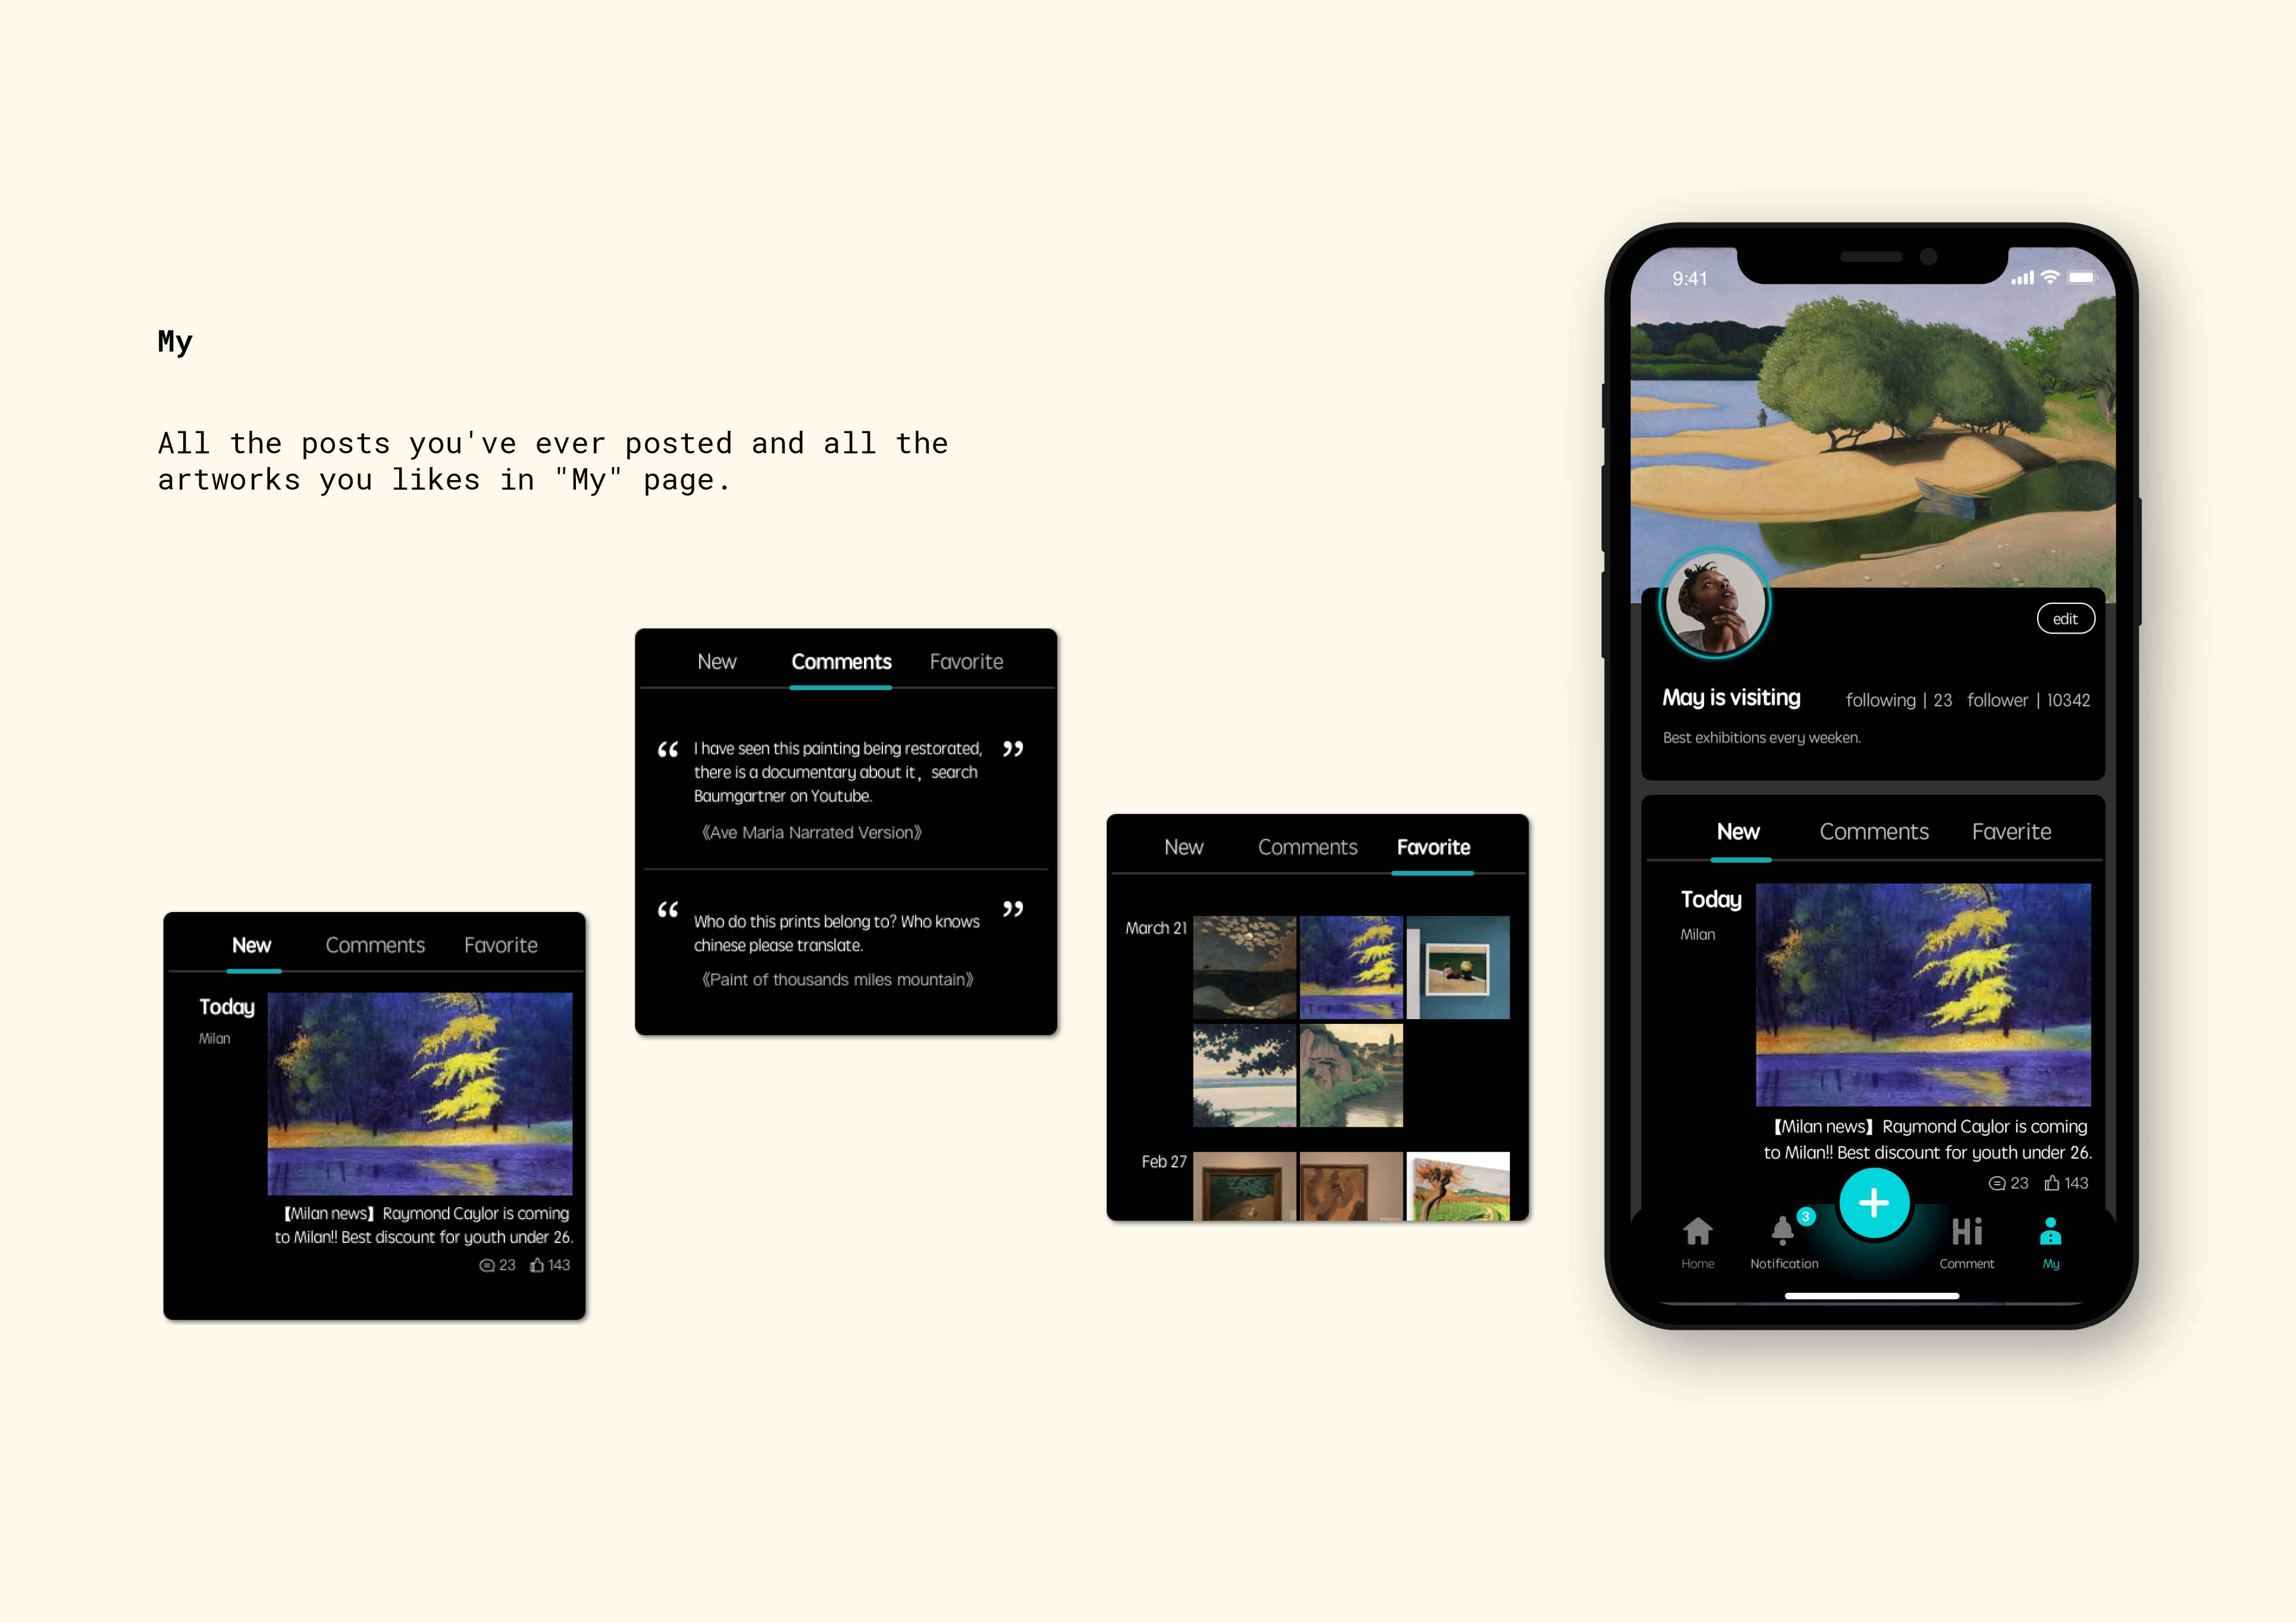 My
All the posts you've ever posted and all the
artworks you likes in "My" page.
New Comments Favorite
Today
Milan
【Milan news】Raymond Caylor is coming
to Milan!! Best discount for youth under 26.
23 143
New Comments Favorite
“ I have seen this painting being restorated, ”
there is a documentary about it，search
Baumgartner on Youtube.
《Ave Maria Narrated Version》
“ Who do this prints belong to? Who knows ”
chinese please translate.
《Paint of thousands miles mountain》
New Comments Favorite
March 21
Feb 27
9:41
edit
May is visiting following | 23 follower | 10342
Best exhibitions every weeken.
New Comments Faverite
Today
Milan
【Milan news】Raymond Caylor is coming
to Milan!! Best discount for youth under 26.
23 143
3
Hi
Home Notification Comment My